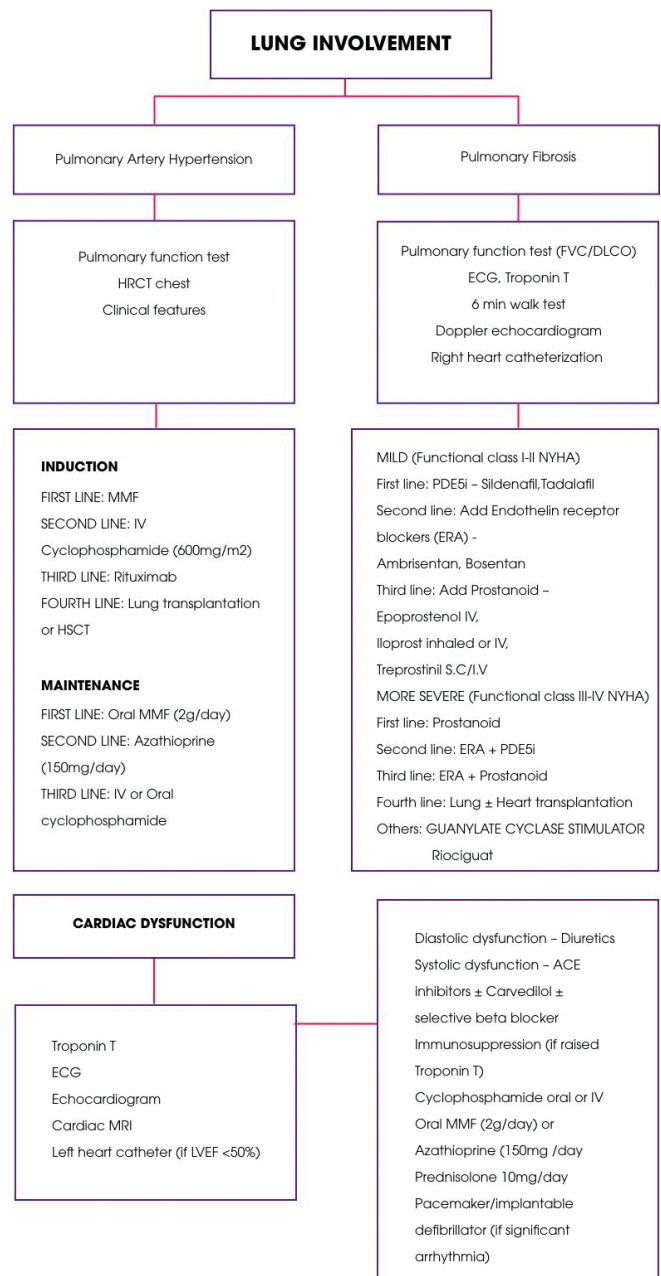 LUNG INVOLVEMENT
Pulmonary Artery Hypertension
Pulmonary function test
HRCT chest
Clinical features
INDUCTION
FIRST LINE: MMF
SECOND LINE: IV
Cyclophosphamide (600mg/m2)
THIRD LINE: Rituximab
FOURTH LINE: Lung transplantation
or HSCT
MAINTENANCE
FIRST LINE: Oral MMF (2g/day)
SECOND LINE: Azathioprine
(150mg/day)
THIRD LINE: IV or Oral
cyclophosphamide
Pulmonary Fibrosis
Pulmonary function test (FVC/DLCO)
ECG, Troponin T
6 min walk test
Doppler echocardiogram
Right heart catheterization
MILD (Functional class I-II NYHA)
First line: PDE5i – Sildenafil,Tadalafil
Second line: Add Endothelin receptor
blockers (ERA) -
Ambrisentan, Bosentan
Third line: Add Prostanoid –
Epoprostenol IV,
Iloprost inhaled or IV,
Treprostinil S.C/I.V
MORE SEVERE (Functional class III-IV NYHA)
First line: Prostanoid
Second line: ERA + PDE5i
Third line: ERA + Prostanoid
Fourth line: Lung ± Heart transplantation
Others: GUANYLATE CYCLASE STIMULATOR
Riociguat
CARDIAC DYSFUNCTION
Troponin T
ECG
Echocardiogram
Cardiac MRI
Left heart catheter (if LVEF <50%)
Diastolic dysfunction – Diuretics
Systolic dysfunction – ACE
inhibitors ± Carvedilol ±
selective beta blocker
Immunosuppression (if raised
Troponin T)
Cyclophosphamide oral or IV
Oral MMF (2g/day) or
Azathioprine (150mg /day
Prednisolone 10mg/day
Pacemaker/implantable
defibrillator (if significant
arrhythmia)